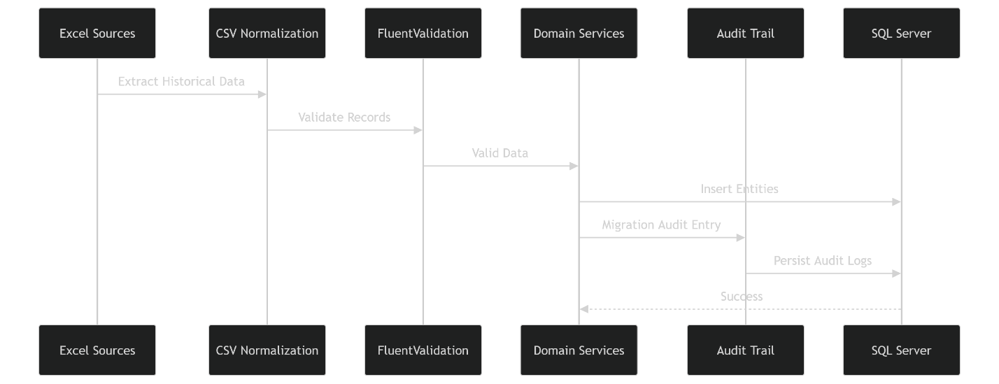 Excel Sources
CSV Normalization
FluentValidation
Domain Services
Audit Trail
SQL Server
Extract Historical Data
Validate Records
Valid Data
Insert Entities
Migration Audit Entry
Persist Audit Logs
Success
Excel Sources
CSV Normalization
FluentValidation
Domain Services
Audit Trail
SQL Server